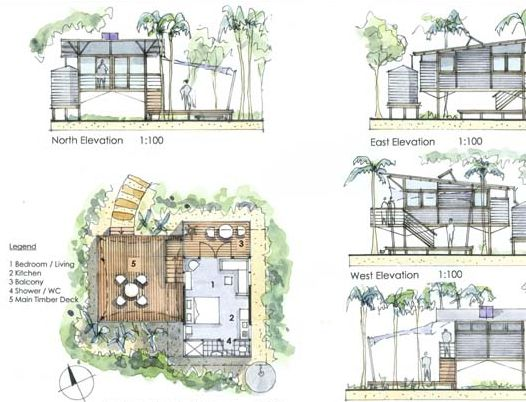 North Elevation 1:100
East Elevation 1:100
West Elevation 1:100
Legend
1 Bedroom / Living
2 Kitchen
3 Balcony
4 Shower / WC
5 Main Timber Deck
5
3
1
2
4